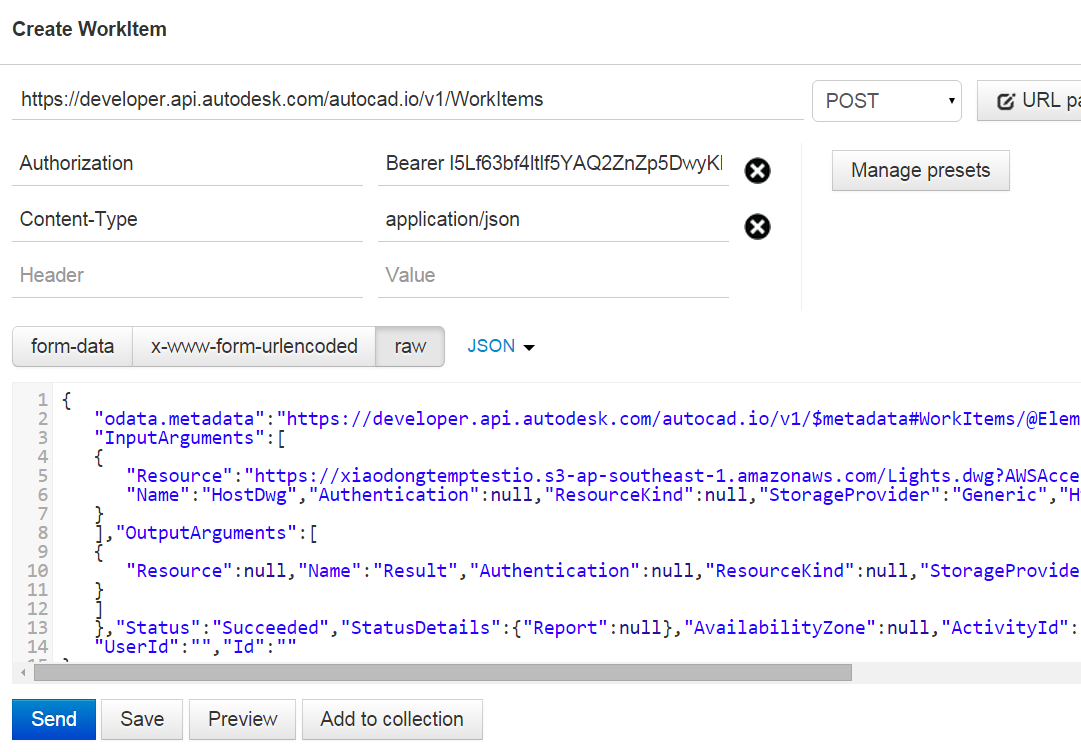 Create WorkItem
https://developer.api.autodesk.com/autocad.io/v1/WorkItems
POST
URL pa
Authorization
Bearer
Manage presets
Content-Type
application/json
Header
Value
form-data
x-www-form-urlencoded
raw
JSON
1 {
2 "odata.metadata":"https://developer.api.autodesk.com/autocad.io/v1/$metadata#WorkItems/@Elem
3 "InputArguments":[
4 {
5 "Resource":"https://xiaodongtemptestio.s3-ap-southeast-1.amazonaws.com/Lights.dwg?AWSAcce
6 "Name":"HostDwg","Authentication":null,"ResourceKind":null,"StorageProvider":"Generic","H
7 }
8 ],"OutputArguments":[
9 {
10 "Resource":null,"Name":"Result","Authentication":null,"ResourceKind":null,"StorageProvide
11 }
12 ]
13 },"Status":"Succeeded","StatusDetails":{"Report":null},"AvailabilityZone":null,"ActivityId":
14 "UserId":"","Id":""
Send
Save
Preview
Add to collection